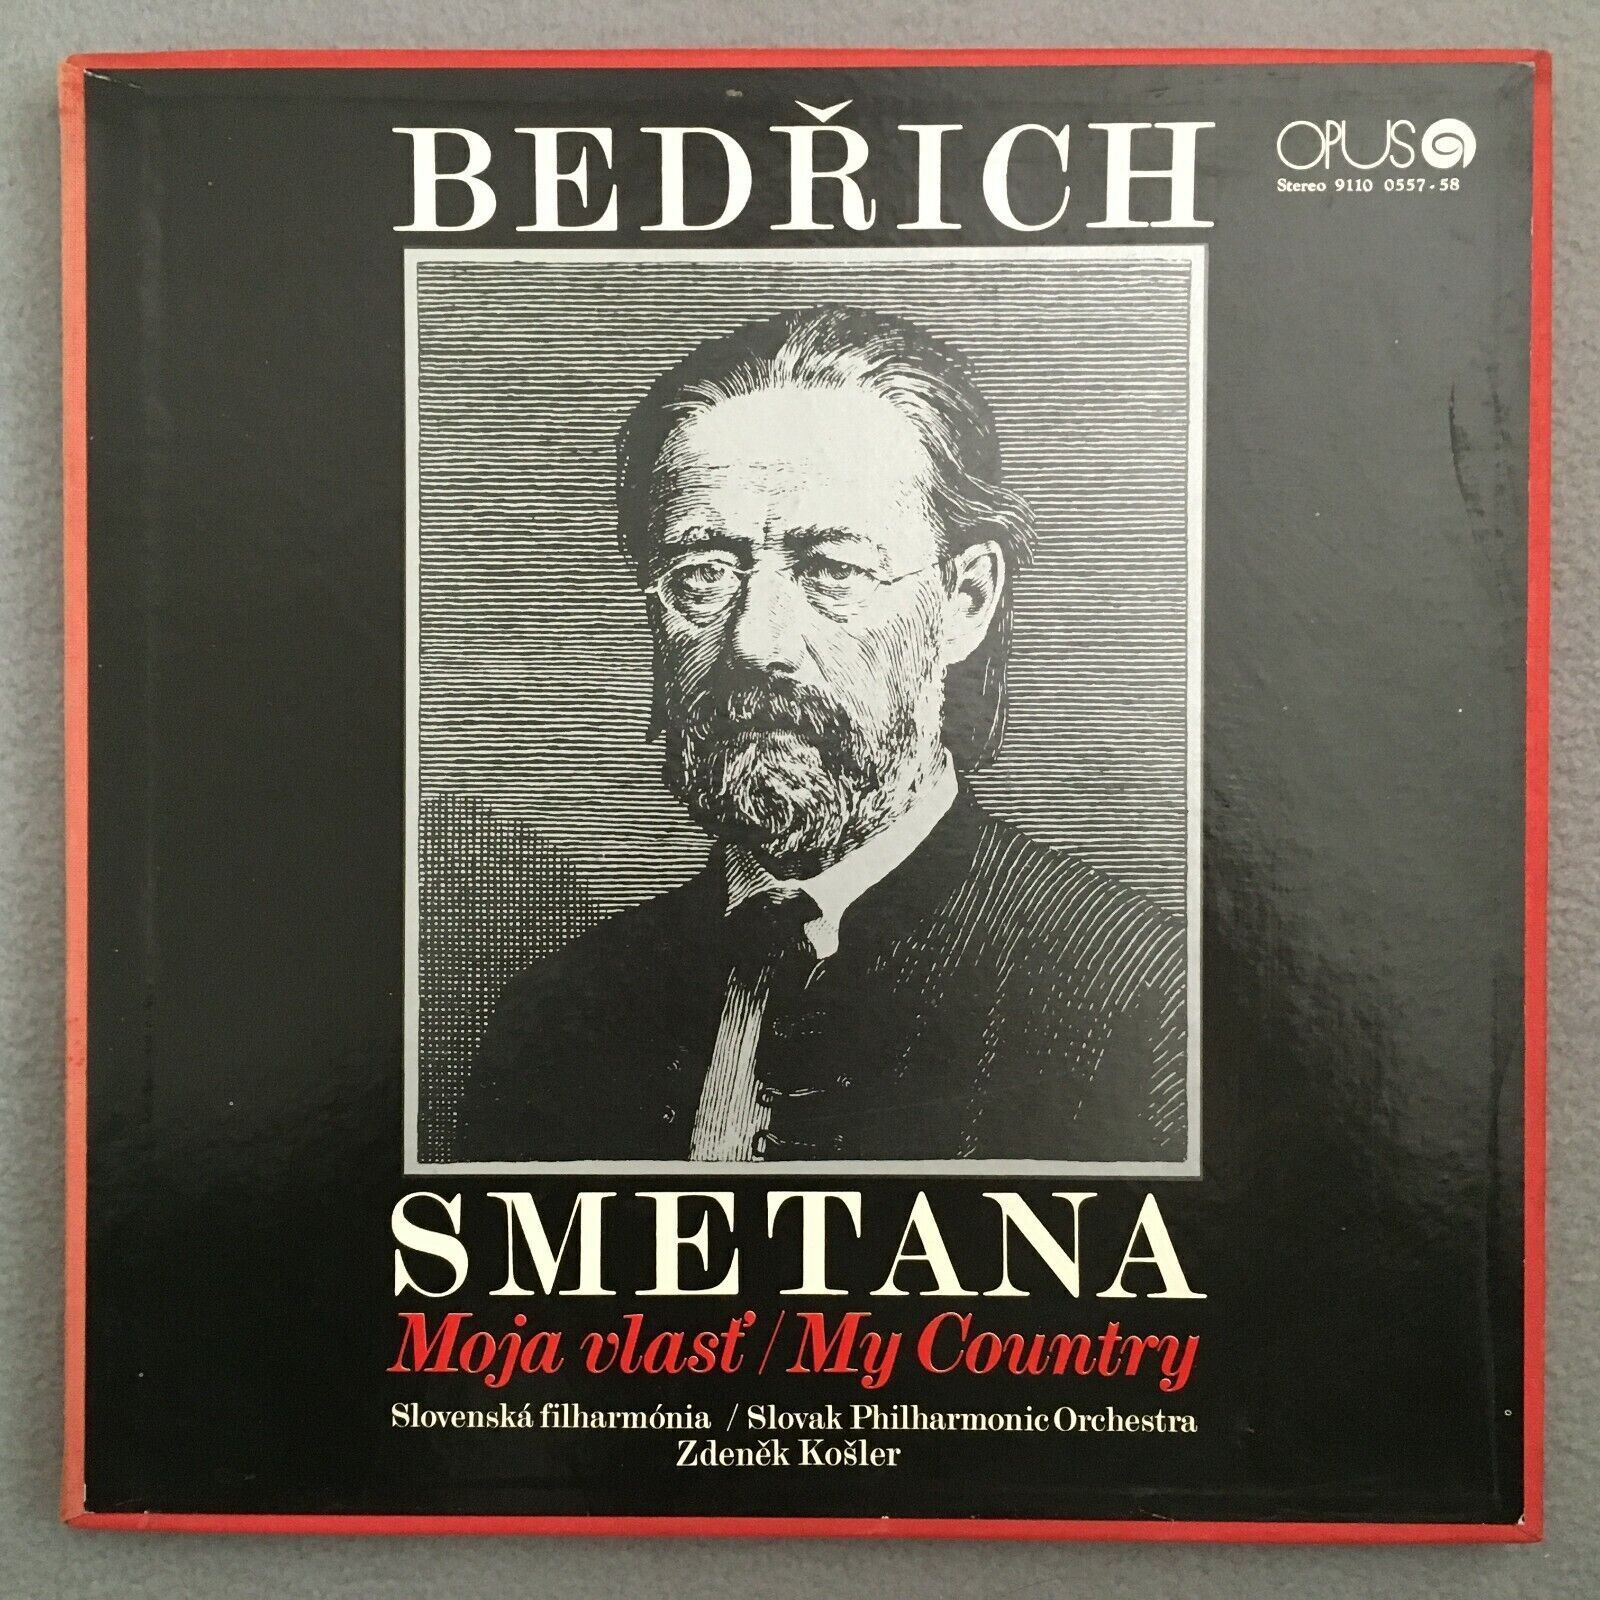 BEDŘICH
OPUS
Stereo 9110 0557-58
SMETANA
Moja vlasť / My Country
Slovenská filharmónia / Slovak Philharmonic Orchestra
Zdeněk Košler